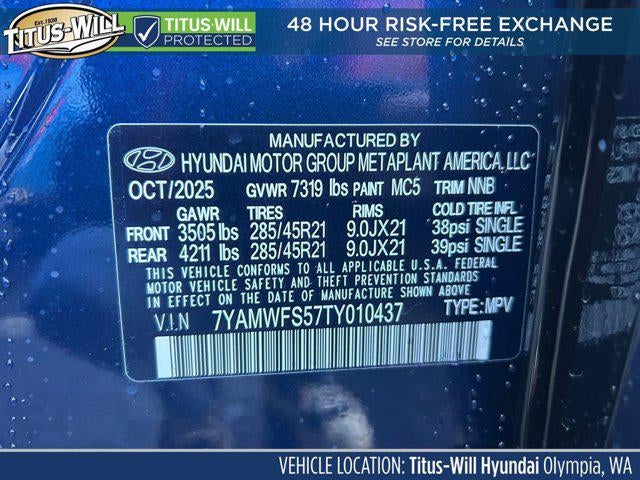 Est. 1938
TITUS-WILL
TITUS-WILL
PROTECTED
48 HOUR RISK-FREE EXCHANGE
SEE STORE FOR DETAILS
MANUFACTURED BY
HYUNDAI MOTOR GROUP METAPLANT AMERICA, LLC
OCT/2025 GVWR 7319 lbs PAINT MC5 TRIM NNB
GAWR TIRES RIMS COLD TIRE INFL
FRONT 3505 lbs 285/45R21 9.0JX21 38psi SINGLE
REAR 4211 lbs 285/45R21 9.0JX21 39psi SINGLE
THIS VEHICLE CONFORMS TO ALL APPLICABLE U.S.A. FEDERAL
MOTOR VEHICLE SAFETY AND THEFT PREVENTION STANDARDS
IN EFFECT ON THE DATE OF MANUFACTURE SHOWN ABOVE
V.I.N 7YAMWFS57TY010437 TYPE: MPV
VEHICLE LOCATION: Titus-Will Hyundai Olympia, WA